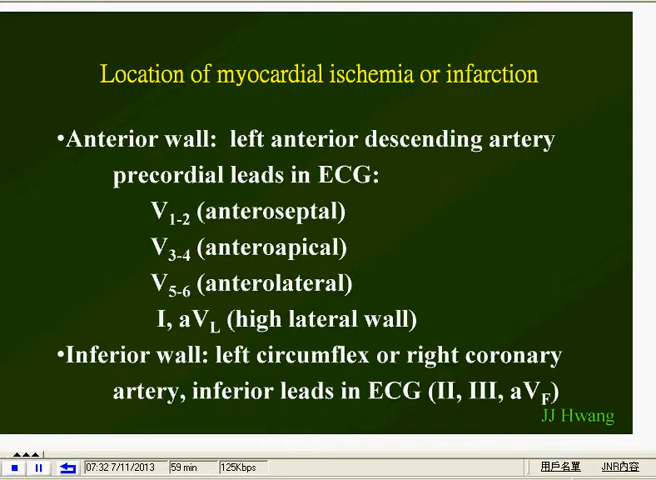 Location of myocardial ischemia or infarction
•Anterior wall: left anterior descending artery
precordial leads in ECG:
V1-2 (anteroseptal)
V3-4 (anteroapical)
V5-6 (anterolateral)
I, aVL (high lateral wall)
•Inferior wall: left circumflex or right coronary
artery, inferior leads in ECG (II, III, aVF)
JJ Hwang
07:32 7/11/2013 59 min 125Kbps 用戶名單 JNR內容